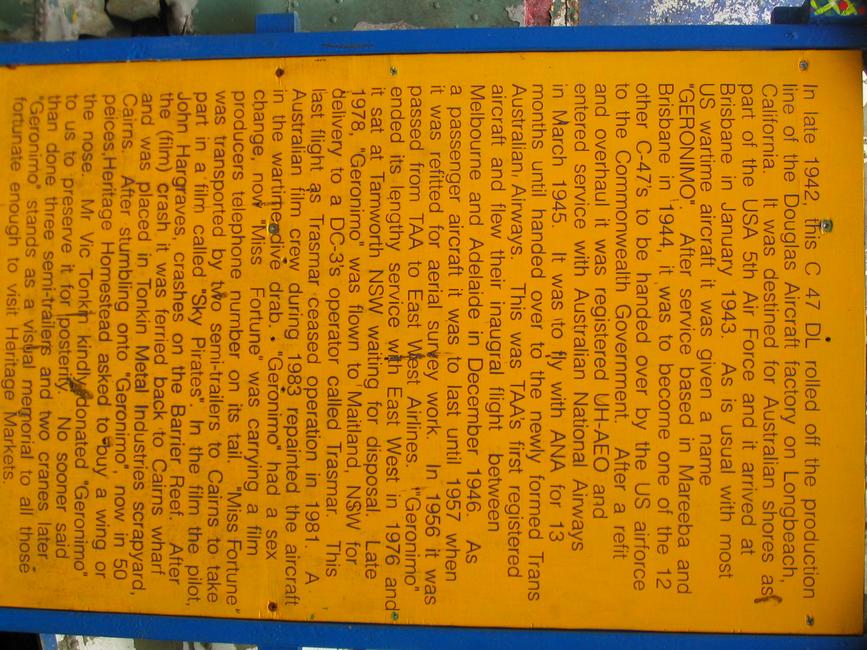 In late 1942, this C 47 DL rolled off the production
line of the Douglas Aircraft factory on Longbeach,
California. It was destined for Australian shores as
part of the USA 5th Air Force and it arrived at
Brisbane in January 1943. As is usual with most
US wartime aircraft it was given a name
"GERONIMO". After service based in Mareeba and
Brisbane in 1944, it was to become one of the 12
other C-47's to be handed over by the US airforce
to the Commonwealth Government. After a refit
and overhaul it was registered UH-AEO and
entered service with Australian National Airways
in March 1945. It was to fly with ANA for 13
months until handed over to the newly formed Trans
Australian Airways. This was TAA's first registered
aircraft and flew their inaugral flight between
Melbourne and Adelaide in December 1946. As
a passenger aircraft it was to last until 1957 when
it was refitted for aerial survey work. In 1956 it was
passed from TAA to East West Airlines. "Geronimo"
ended its lengthy service with East West in 1976 and
it sat at Tamworth NSW waiting for disposal. Late
1978, "Geronimo" was flown to Maitland, NSW for
delivery to a DC-3's operator called Trasmar. This
last flight as Trasmar ceased operation in 1981. A
Australian film crew during 1983 repainted the aircraft
in the wartime olive drab. "Geronimo" had a sex
change, now "Miss Fortune" was carrying a film
producers telephone number on its tail. "Miss Fortune"
was transported by two semi-trailers to Cairns to take
part in a film called "Sky Pirates". In the film the pilot,
John Hargraves, crashes on the Barrier Reef. After
the (film) crash it was ferried back to Cairns wharf
and was placed in Tonkin Metal Industries scrapyard,
Cairns. After stumbling onto "Geronimo", now in 50
peices,Heritage Homestead asked to buy a wing or
the nose. Mr Vic Tonkin kindly donated "Geronimo"
to us to preserve it for posterity. No sooner said
than done three semi-trailers and two cranes later
"Geronimo" stands as a visual memorial to all those
fortunate enough to visit Heritage Markets.